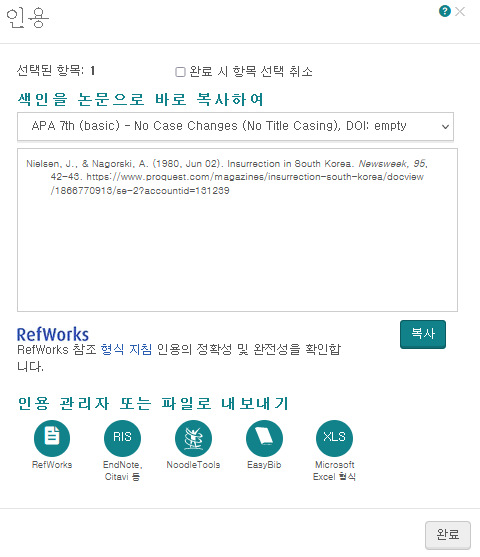 인용
선택된 항목: 1
완료 시 항목 선택 취소
색인을 논문으로 바로 복사하여
APA 7th (basic) - No Case Changes (No Title Casing), DOI: empty
Nielsen, J., & Nagorski, A. (1980, Jun 02). Insurrection in South Korea. Newsweek, 95,
42-43. https://www.proquest.com/magazines/insurrection-south-korea/docview
/1866770913/se-2?accountid=131239
RefWorks
복사
RefWorks 참조 형식 지침 인용의 정확성 및 완전성을 확인합
니다.
인용 관리자 또는 파일로 내보내기
RIS
XLS
RefWorks
EndNote,
Citavi 등
NoodleTools
EasyBib
Microsoft
Excel 형식
완료